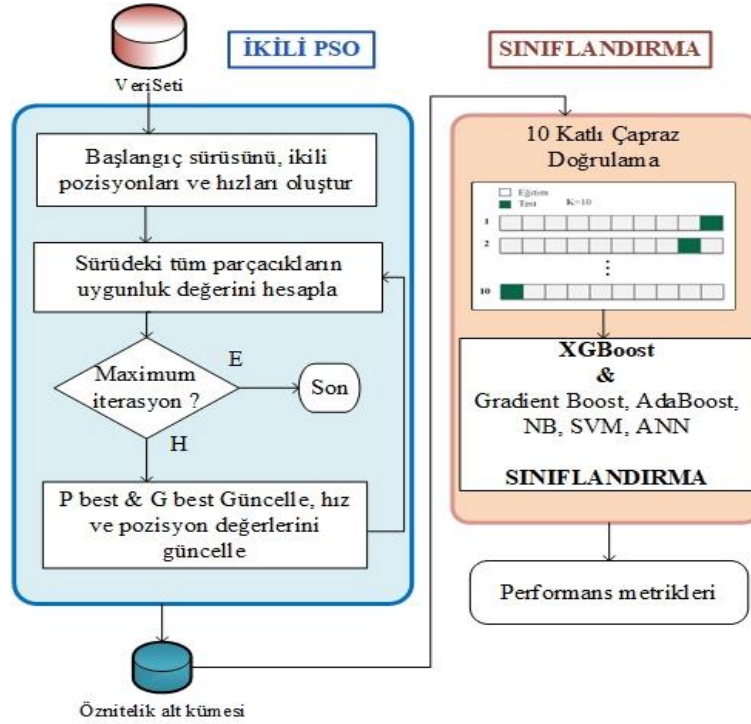 İKİLİ PSO
SINIFLANDIRMA
VeriSeti
Başlangıç sürüsünü, ikili
pozisyonları ve hızları oluştur
Sürüdeki tüm parçacıkların
uygunluk değerini hesapla
Maximum
iterasyon ?
E
Son
H
P best & G best Güncelle, hız
ve pozisyon değerlerini
güncelle
Öznitelik alt kümesi
10 Katlı Çapraz
Doğrulama
Eğitim
Test K=10
1
2
10
XGBoost
&
Gradient Boost, AdaBoost,
NB, SVM, ANN
SINIFLANDIRMA
Performans metrikleri